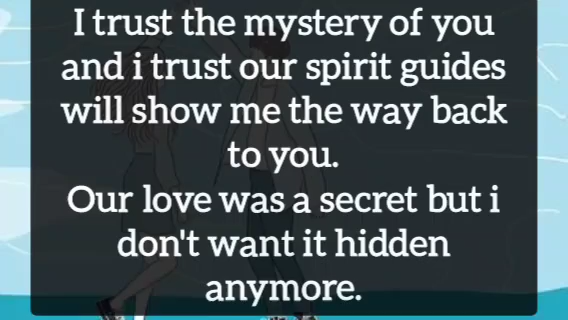 I trust the mystery of you
and i trust our spirit guides
will show me the way back
to you.
Our love was a secret but i
don't want it hidden
anymore.